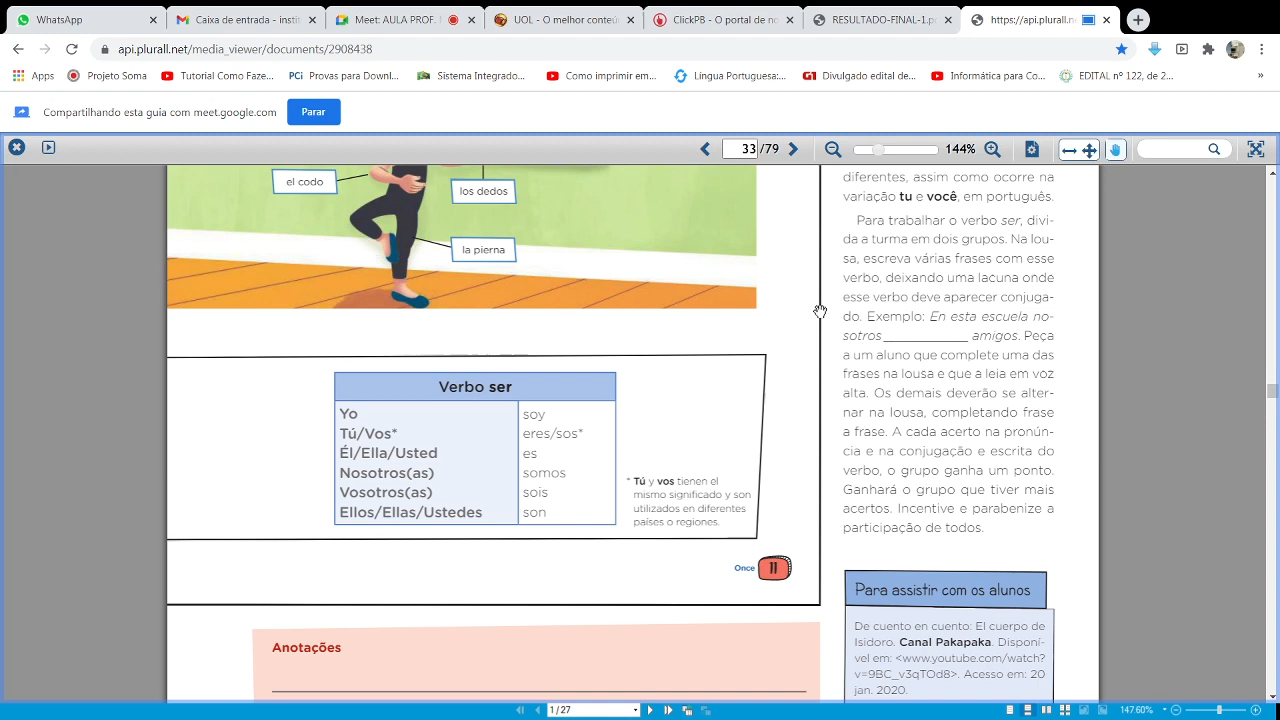 WhatsApp
Caixa de entrada - instit
Meet: AULA PROF.
UOL - O melhor conteú
ClickPB - O portal de no
RESULTADO-FINAL-1.p
https://api.plurall.n
api.plurall.net/media_viewer/documents/2908438
Apps
Projeto Soma
Tutorial Como Faze...
PCi Provas para Downl...
Sistema Integrado...
Como imprimir em...
Língua Portuguesa:...
G1 Divulgado edital de...
Informática para Co...
EDITAL nº 122, de 2...
»
Compartilhando esta guia com meet.google.com
Parar
33 /79
144%
el codo
los dedos
la pierna
Verbo ser
Yo soy
Tú/Vos* eres/sos*
Él/Ella/Usted es
Nosotros(as) somos
Vosotros(as) sois
Ellos/Ellas/Ustedes son
* Tú y vos tienen el
mismo significado y son
utilizados en diferentes
países o regiones.
Once 11
Anotações
diferentes, assim como ocorre na
variação tu e você, em português.
Para trabalhar o verbo ser, divi-
da a turma em dois grupos. Na lou-
sa, escreva várias frases com esse
verbo, deixando uma lacuna onde
esse verbo deve aparecer conjuga-
do. Exemplo: En esta escuela no-
sotros ____________ amigos. Peça
a um aluno que complete uma das
frases na lousa e que a leia em voz
alta. Os demais deverão se alter-
nar na lousa, completando frase
a frase. A cada acerto na pronún-
cia e na conjugação e escrita do
verbo, o grupo ganha um ponto.
Ganhará o grupo que tiver mais
acertos. Incentive e parabenize a
participação de todos.
Para assistir com os alunos
De cuento en cuento: El cuerpo de
Isidoro. Canal Pakapaka. Disponí-
vel em: <www.youtube.com/watch?
v=9BC_v3qTOd8>. Acesso em: 20
jan. 2020.
1 / 27
147.60%